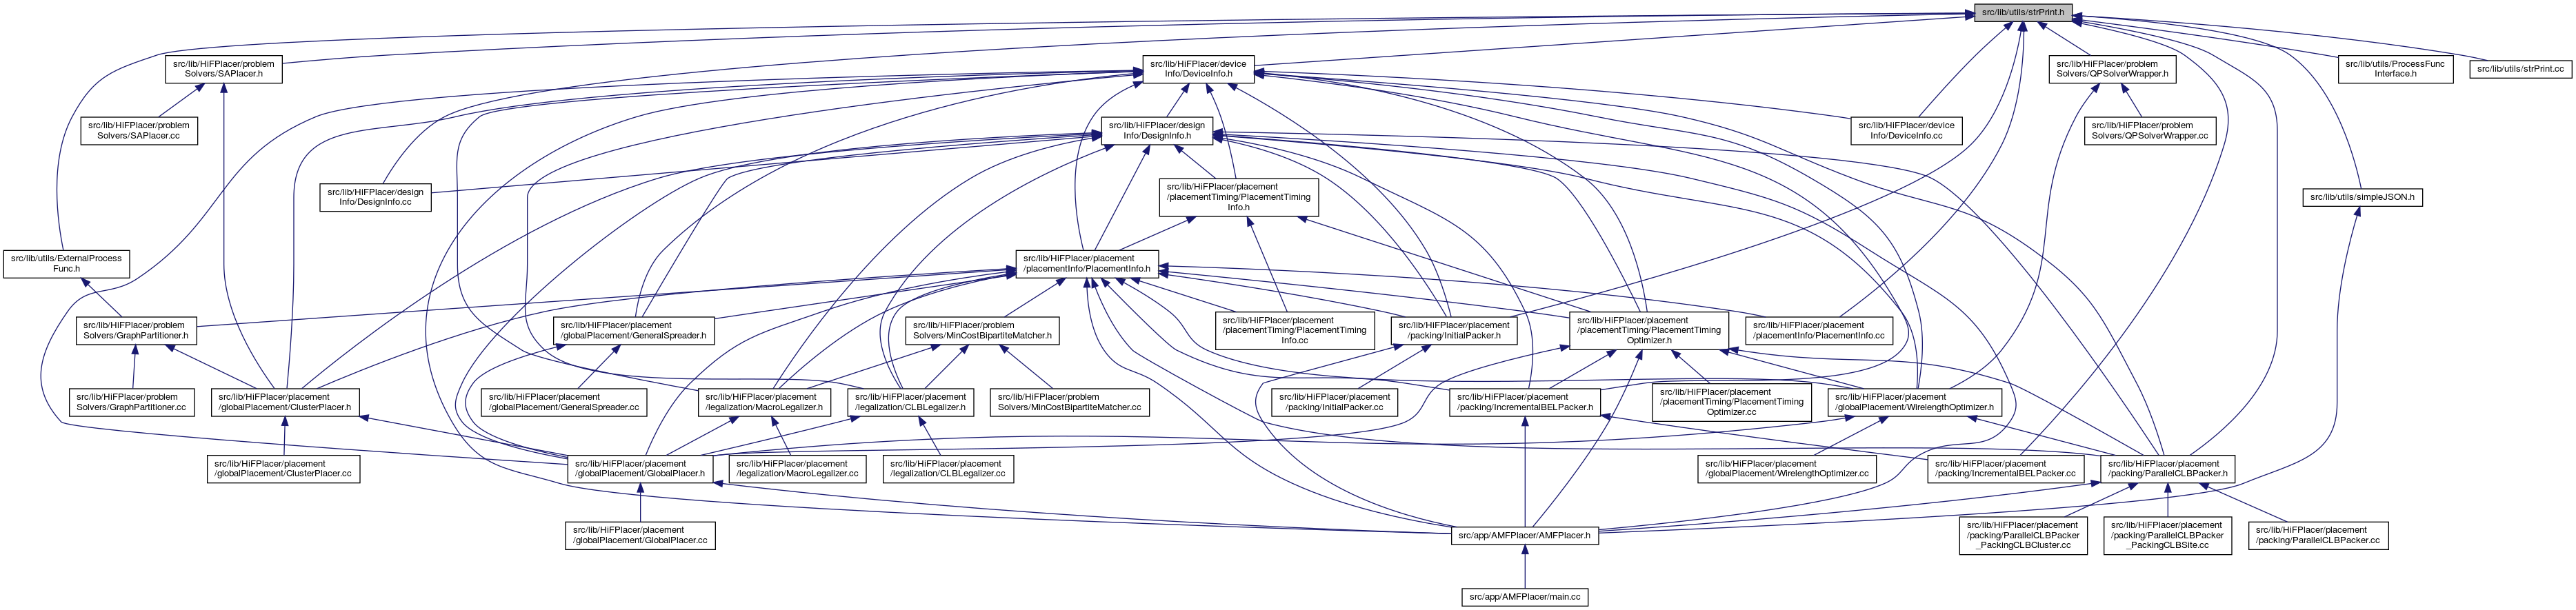 src/lib/utils/strPrint.h
src/lib/HiFPlacer/problem
Solvers/SAPlacer.h
src/lib/HiFPlacer/device
Info/DeviceInfo.h
src/lib/HiFPlacer/problem
Solvers/QPSolverWrapper.h
src/lib/utils/ProcessFunc
Interface.h
src/lib/utils/strPrint.cc
src/lib/HiFPlacer/problem
Solvers/SAPlacer.cc
src/lib/HiFPlacer/design
Info/DesignInfo.h
src/lib/HiFPlacer/device
Info/DeviceInfo.cc
src/lib/HiFPlacer/problem
Solvers/QPSolverWrapper.cc
src/lib/HiFPlacer/design
Info/DesignInfo.cc
src/lib/HiFPlacer/placement
/placementTiming/PlacementTiming
Info.h
src/lib/utils/simpleJSON.h
src/lib/utils/ExternalProcess
Func.h
src/lib/HiFPlacer/placement
/placementInfo/PlacementInfo.h
src/lib/HiFPlacer/problem
Solvers/GraphPartitioner.h
src/lib/HiFPlacer/placement
/globalPlacement/GeneralSpreader.h
src/lib/HiFPlacer/problem
Solvers/MinCostBipartiteMatcher.h
src/lib/HiFPlacer/placement
/placementTiming/PlacementTiming
Info.cc
src/lib/HiFPlacer/placement
/packing/InitialPacker.h
src/lib/HiFPlacer/placement
/placementTiming/PlacementTiming
Optimizer.h
src/lib/HiFPlacer/placement
/placementInfo/PlacementInfo.cc
src/lib/HiFPlacer/problem
Solvers/GraphPartitioner.cc
src/lib/HiFPlacer/placement
/globalPlacement/ClusterPlacer.h
src/lib/HiFPlacer/placement
/globalPlacement/GeneralSpreader.cc
src/lib/HiFPlacer/placement
/legalization/MacroLegalizer.h
src/lib/HiFPlacer/placement
/legalization/CLBLegalizer.h
src/lib/HiFPlacer/problem
Solvers/MinCostBipartiteMatcher.cc
src/lib/HiFPlacer/placement
/packing/InitialPacker.cc
src/lib/HiFPlacer/placement
/packing/IncrementalBELPacker.h
src/lib/HiFPlacer/placement
/placementTiming/PlacementTiming
Optimizer.cc
src/lib/HiFPlacer/placement
/globalPlacement/WirelengthOptimizer.h
src/lib/HiFPlacer/placement
/globalPlacement/ClusterPlacer.cc
src/lib/HiFPlacer/placement
/globalPlacement/GlobalPlacer.h
src/lib/HiFPlacer/placement
/legalization/MacroLegalizer.cc
src/lib/HiFPlacer/placement
/legalization/CLBLegalizer.cc
src/lib/HiFPlacer/placement
/globalPlacement/WirelengthOptimizer.cc
src/lib/HiFPlacer/placement
/packing/IncrementalBELPacker.cc
src/lib/HiFPlacer/placement
/packing/ParallelCLBPacker.h
src/lib/HiFPlacer/placement
/globalPlacement/GlobalPlacer.cc
src/app/AMFPlacer/AMFPlacer.h
src/lib/HiFPlacer/placement
/packing/ParallelCLBPacker
_PackingCLBCluster.cc
src/lib/HiFPlacer/placement
/packing/ParallelCLBPacker
_PackingCLBSite.cc
src/lib/HiFPlacer/placement
/packing/ParallelCLBPacker.cc
src/app/AMFPlacer/main.cc